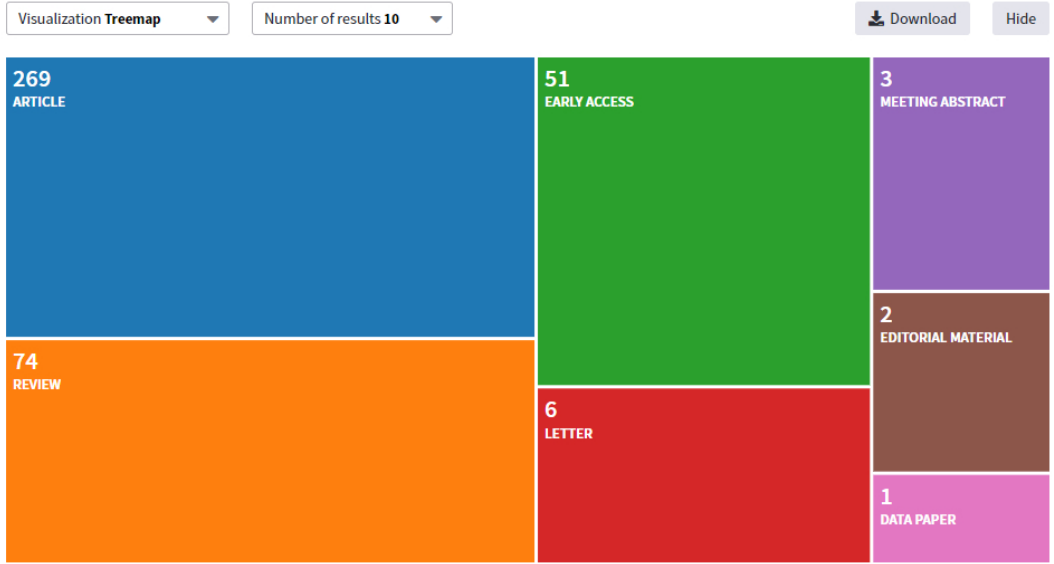 Visualization Treemap
Number of results 10
Download
Hide
269
ARTICLE
74
REVIEW
51
EARLY ACCESS
6
LETTER
3
MEETING ABSTRACT
2
EDITORIAL MATERIAL
1
DATA PAPER